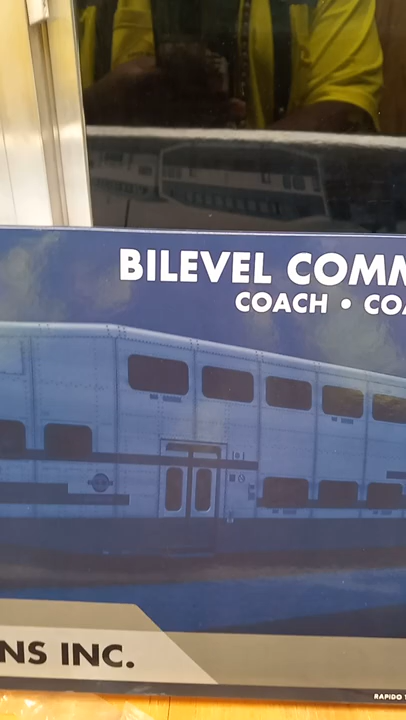 BILEVEL COMM
COACH • COA
NS INC.
RAPIDO T